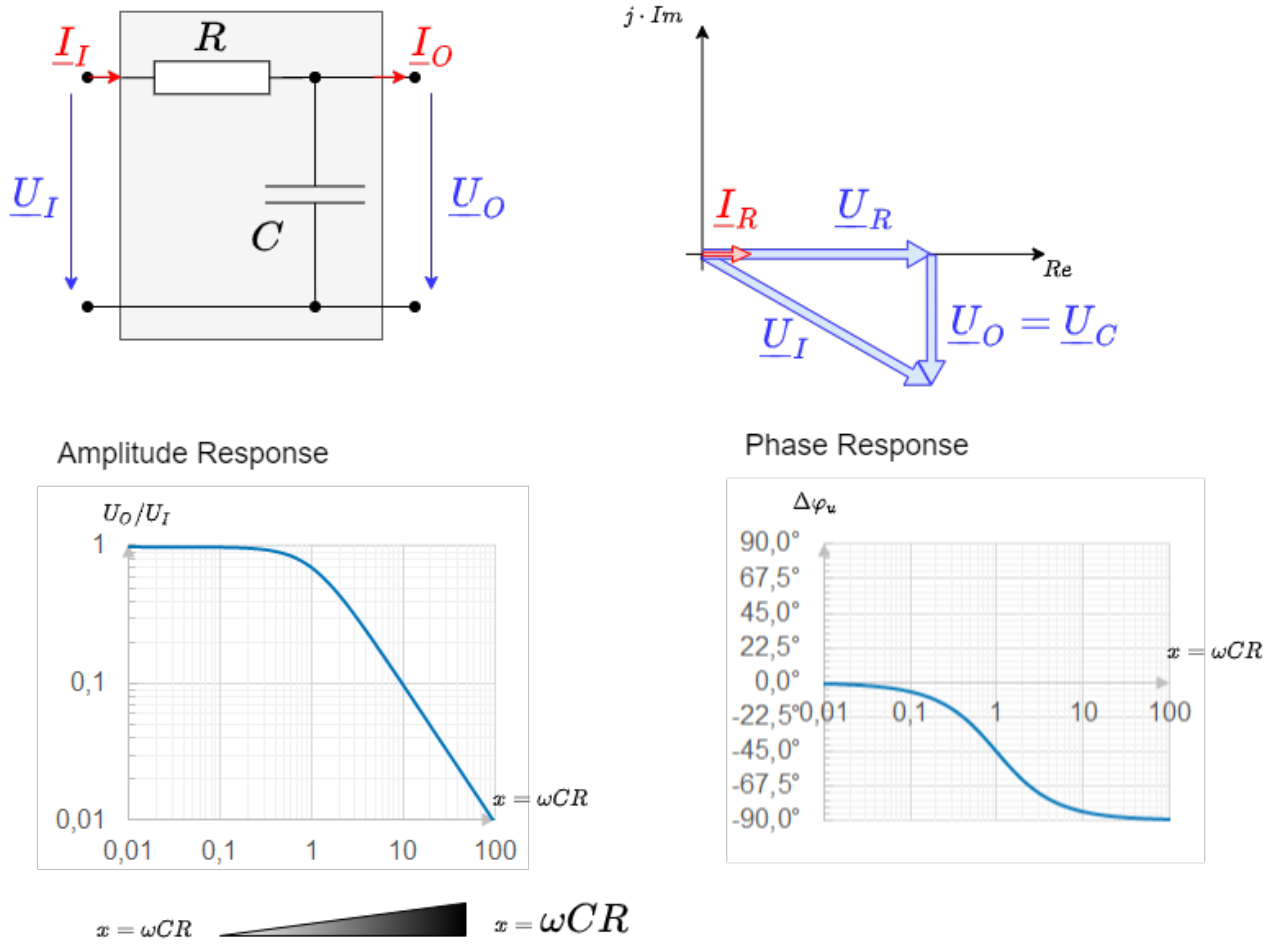 I_I
R
I_O
U_I
C
U_O
j · Im
I_R
U_R
Re
U_I
U_O = U_C
Amplitude Response
U_O/U_I
1
0,1
0,01
x = ωCR
0,01 0,1 1 10 100
Phase Response
Δφ_u
90,0°
67,5°
45,0°
22,5°
x = ωCR
0,0°
-22,5°
0,01 0,1 1 10 100
-45,0°
-67,5°
-90,0°
x = ωCR
x = ωCR